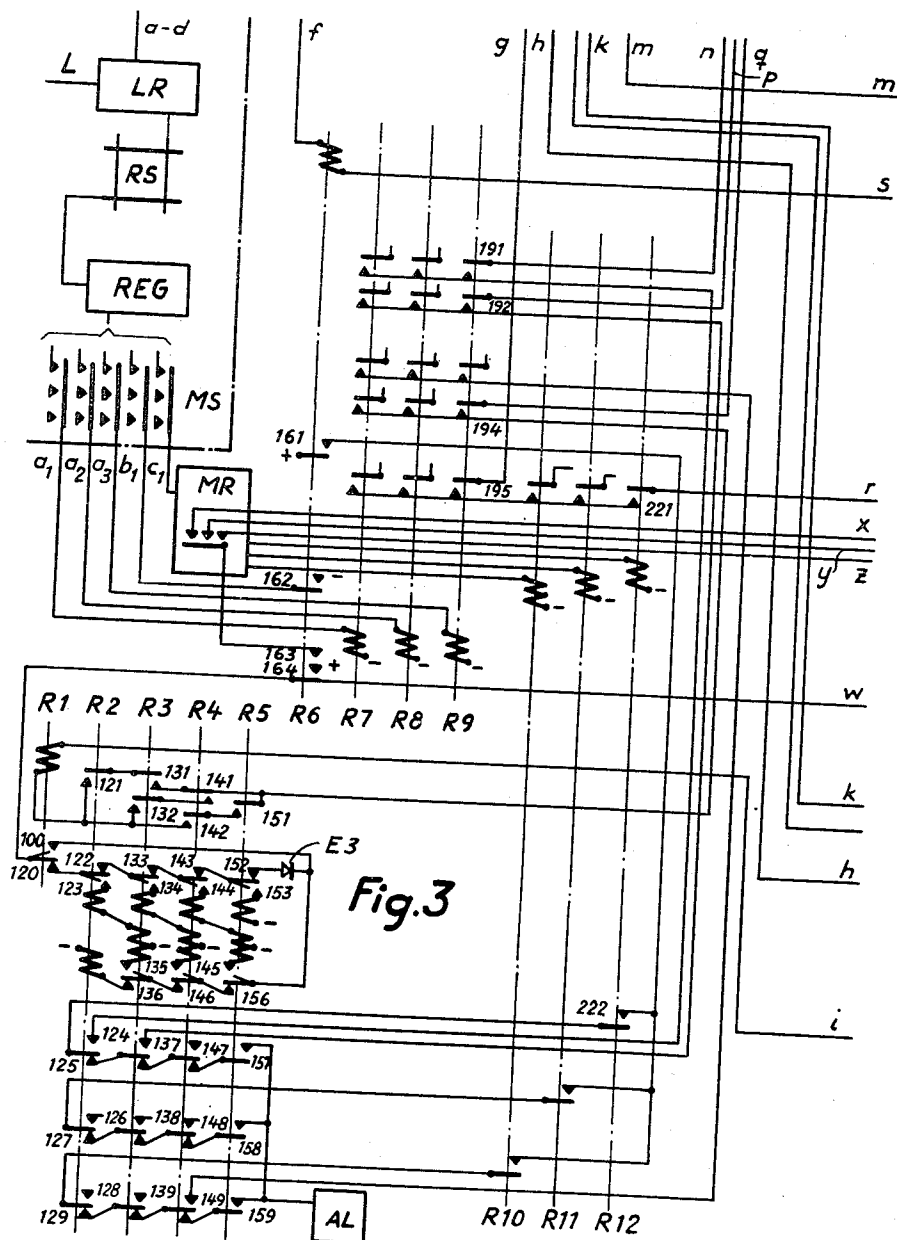 a-d
f
g h k m n q
+
p
L
LR
m
RS
s
191
REG
192
MS
194
161
+
a1 a2 a3 b1 c1
MR
195
221
r
x
y z
162
-
- - -
163
+
164
- - -
w
R1 R2 R3 R4 R5 R6 R7 R8 R9
131 141
121
132
151
142
k
100
E3
120
122 133 143 152
123 134 144 153
h
Fig.3
- - -
-
135 145
136 146 156
222
i
124
137 147
125
157
126 138 148
127
158
128 139 149
129
159
AL
R10 R11 R12